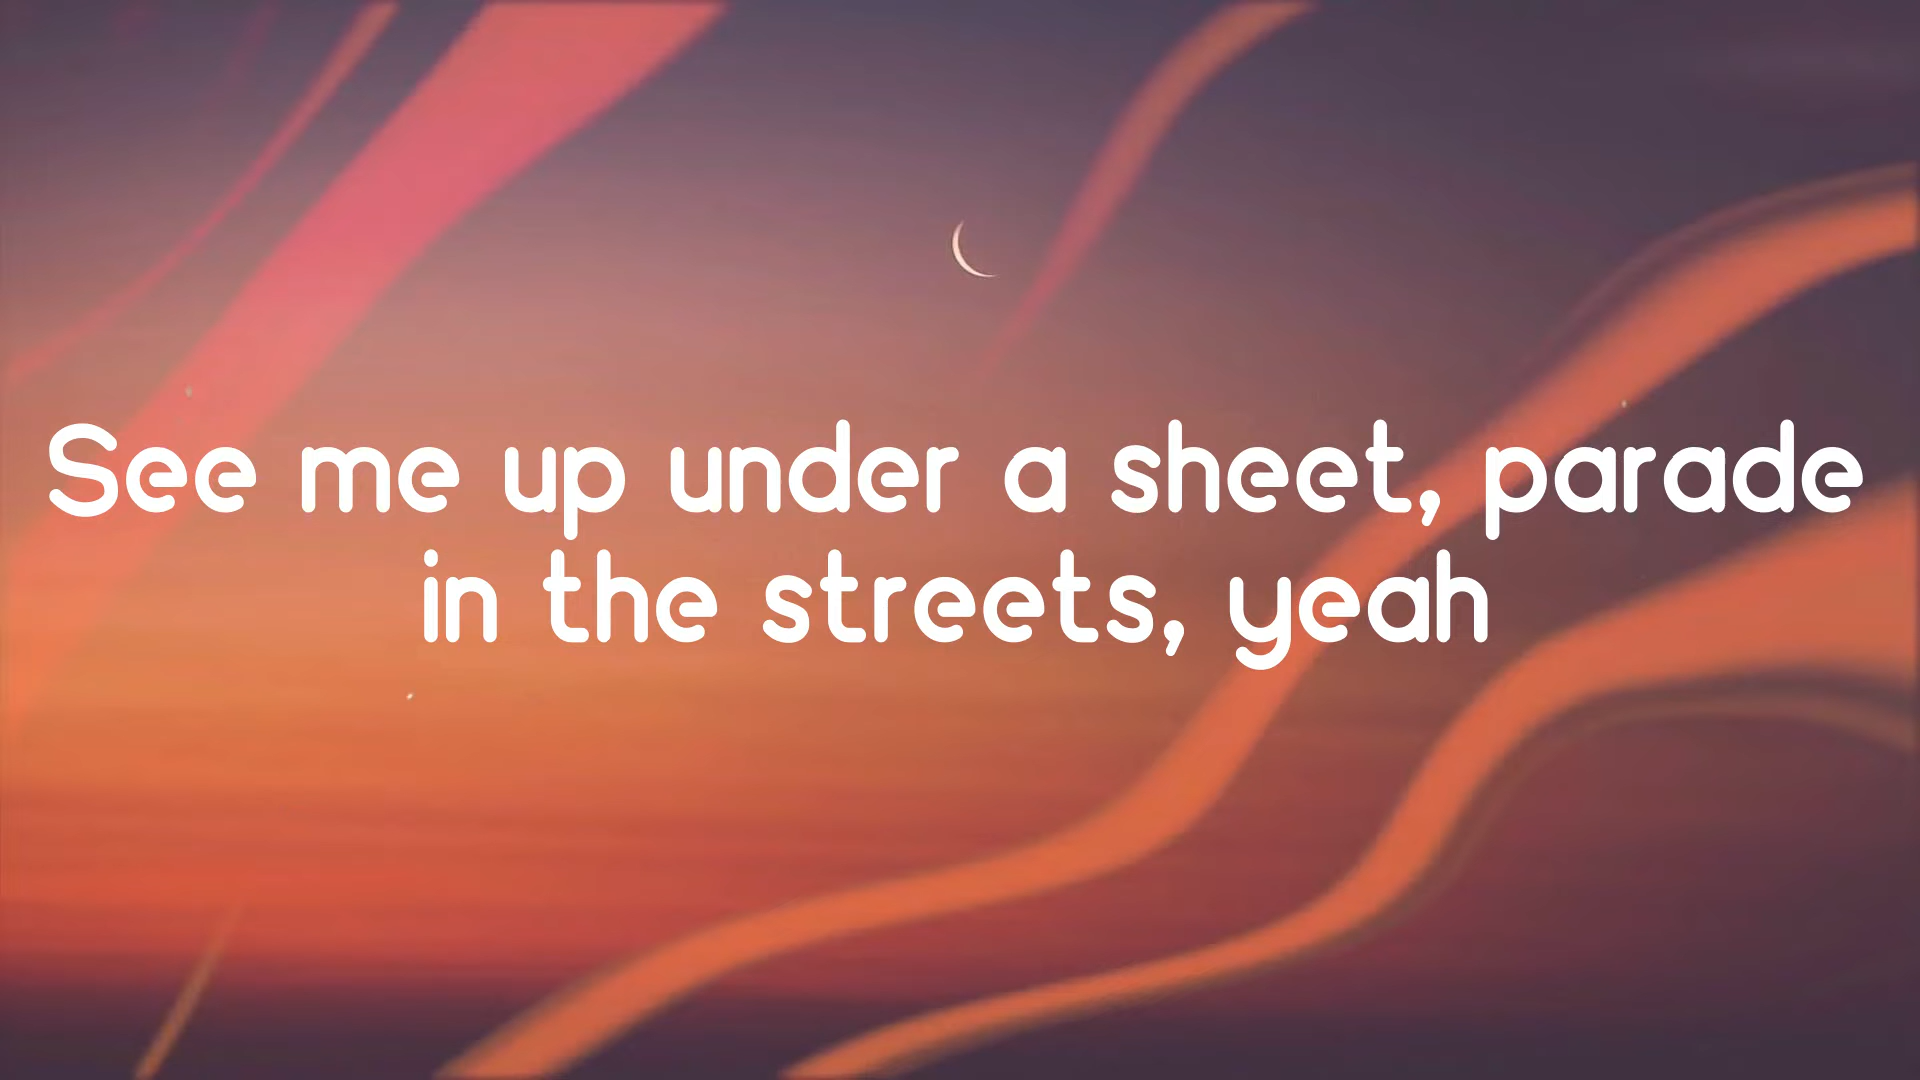 See me up under a sheet, parade
in the streets, yeah